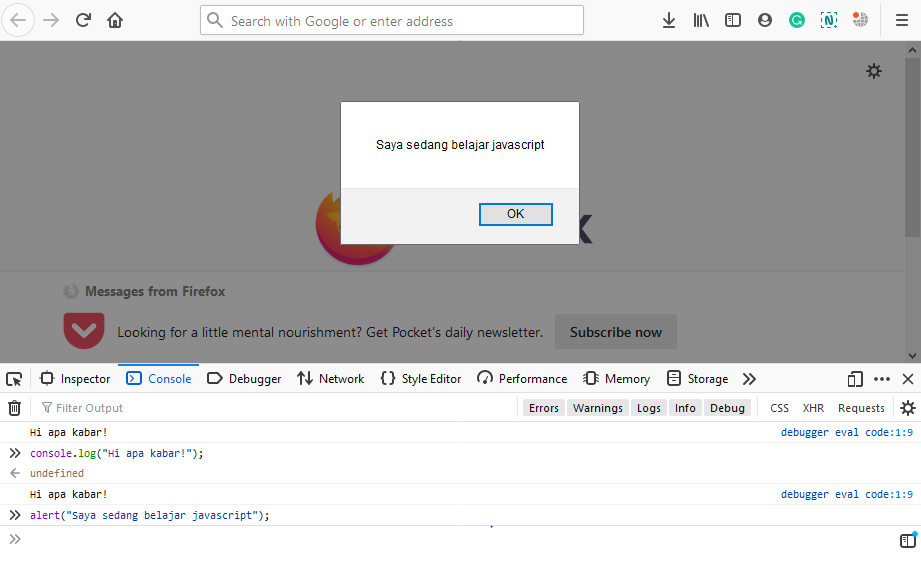 Search with Google or enter address
Saya sedang belajar javascript
OK
x
Messages from Firefox
Looking for a little mental nourishment? Get Pocket's daily newsletter. Subscribe now
Inspector Console Debugger Network Style Editor Performance Memory Storage
Filter Output Errors Warnings Logs Info Debug CSS XHR Requests
Hi apa kabar! debugger eval code:1:9
console.log("Hi apa kabar!");
undefined
Hi apa kabar! debugger eval code:1:9
alert("Saya sedang belajar javascript");